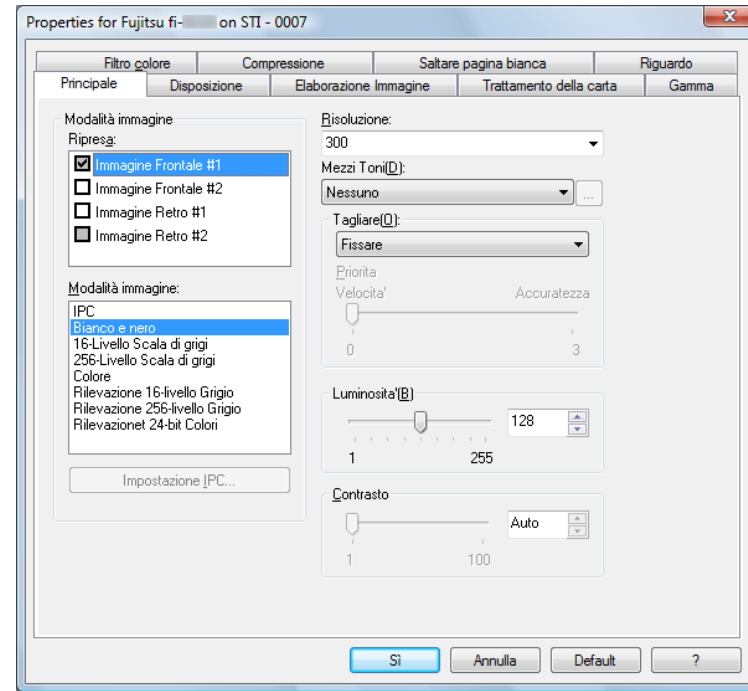 Properties for Fujitsu fi- on STI - 0007
Filtro colore Compressione Saltare pagina bianca Riguardo
Principale Disposizione Elaborazione Immagine Trattamento della carta Gamma
Modalità immagine
Ripresa:
Immagine Frontale #1
Immagine Frontale #2
Immagine Retro #1
Immagine Retro #2
Modalità immagine:
IPC
Bianco e nero
16-Livello Scala di grigi
256-Livello Scala di grigi
Colore
Rilevazione 16-livello Grigio
Rilevazione 256-livello Grigio
Rilevazionet 24-bit Colori
Impostazione IPC...
Risoluzione:
300
Mezzi Toni(D):
Nessuno ...
Tagliare(O):
Fissare
Priorita
Velocita' Accuratezza
0 3
Luminosita'(B)
128
1 255
Contrasto
Auto
1 100
Sì Annulla Default ?